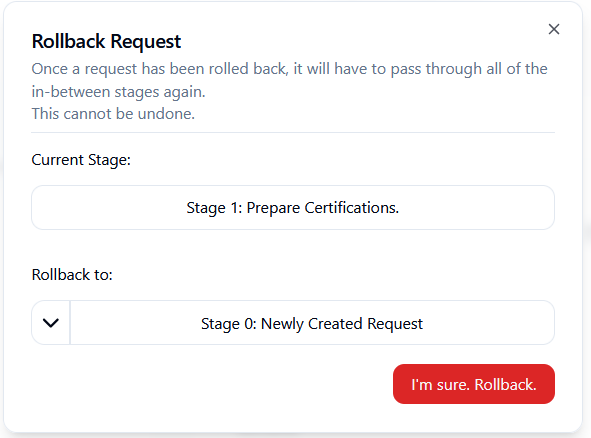 Rollback Request
Once a request has been rolled back, it will have to pass through all of the
in-between stages again.
This cannot be undone.
Current Stage:
Stage 1: Prepare Certifications.
Rollback to:
Stage 0: Newly Created Request
I'm sure. Rollback.